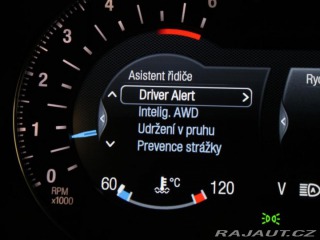 6
5
4
3
2
1
0
RPM
x1000
Asistent řidiče
Driver Alert
Intelig. AWD
Udržení v pruhu
Prevence srážky
60
°C
120
V
RAJAUT.CZ